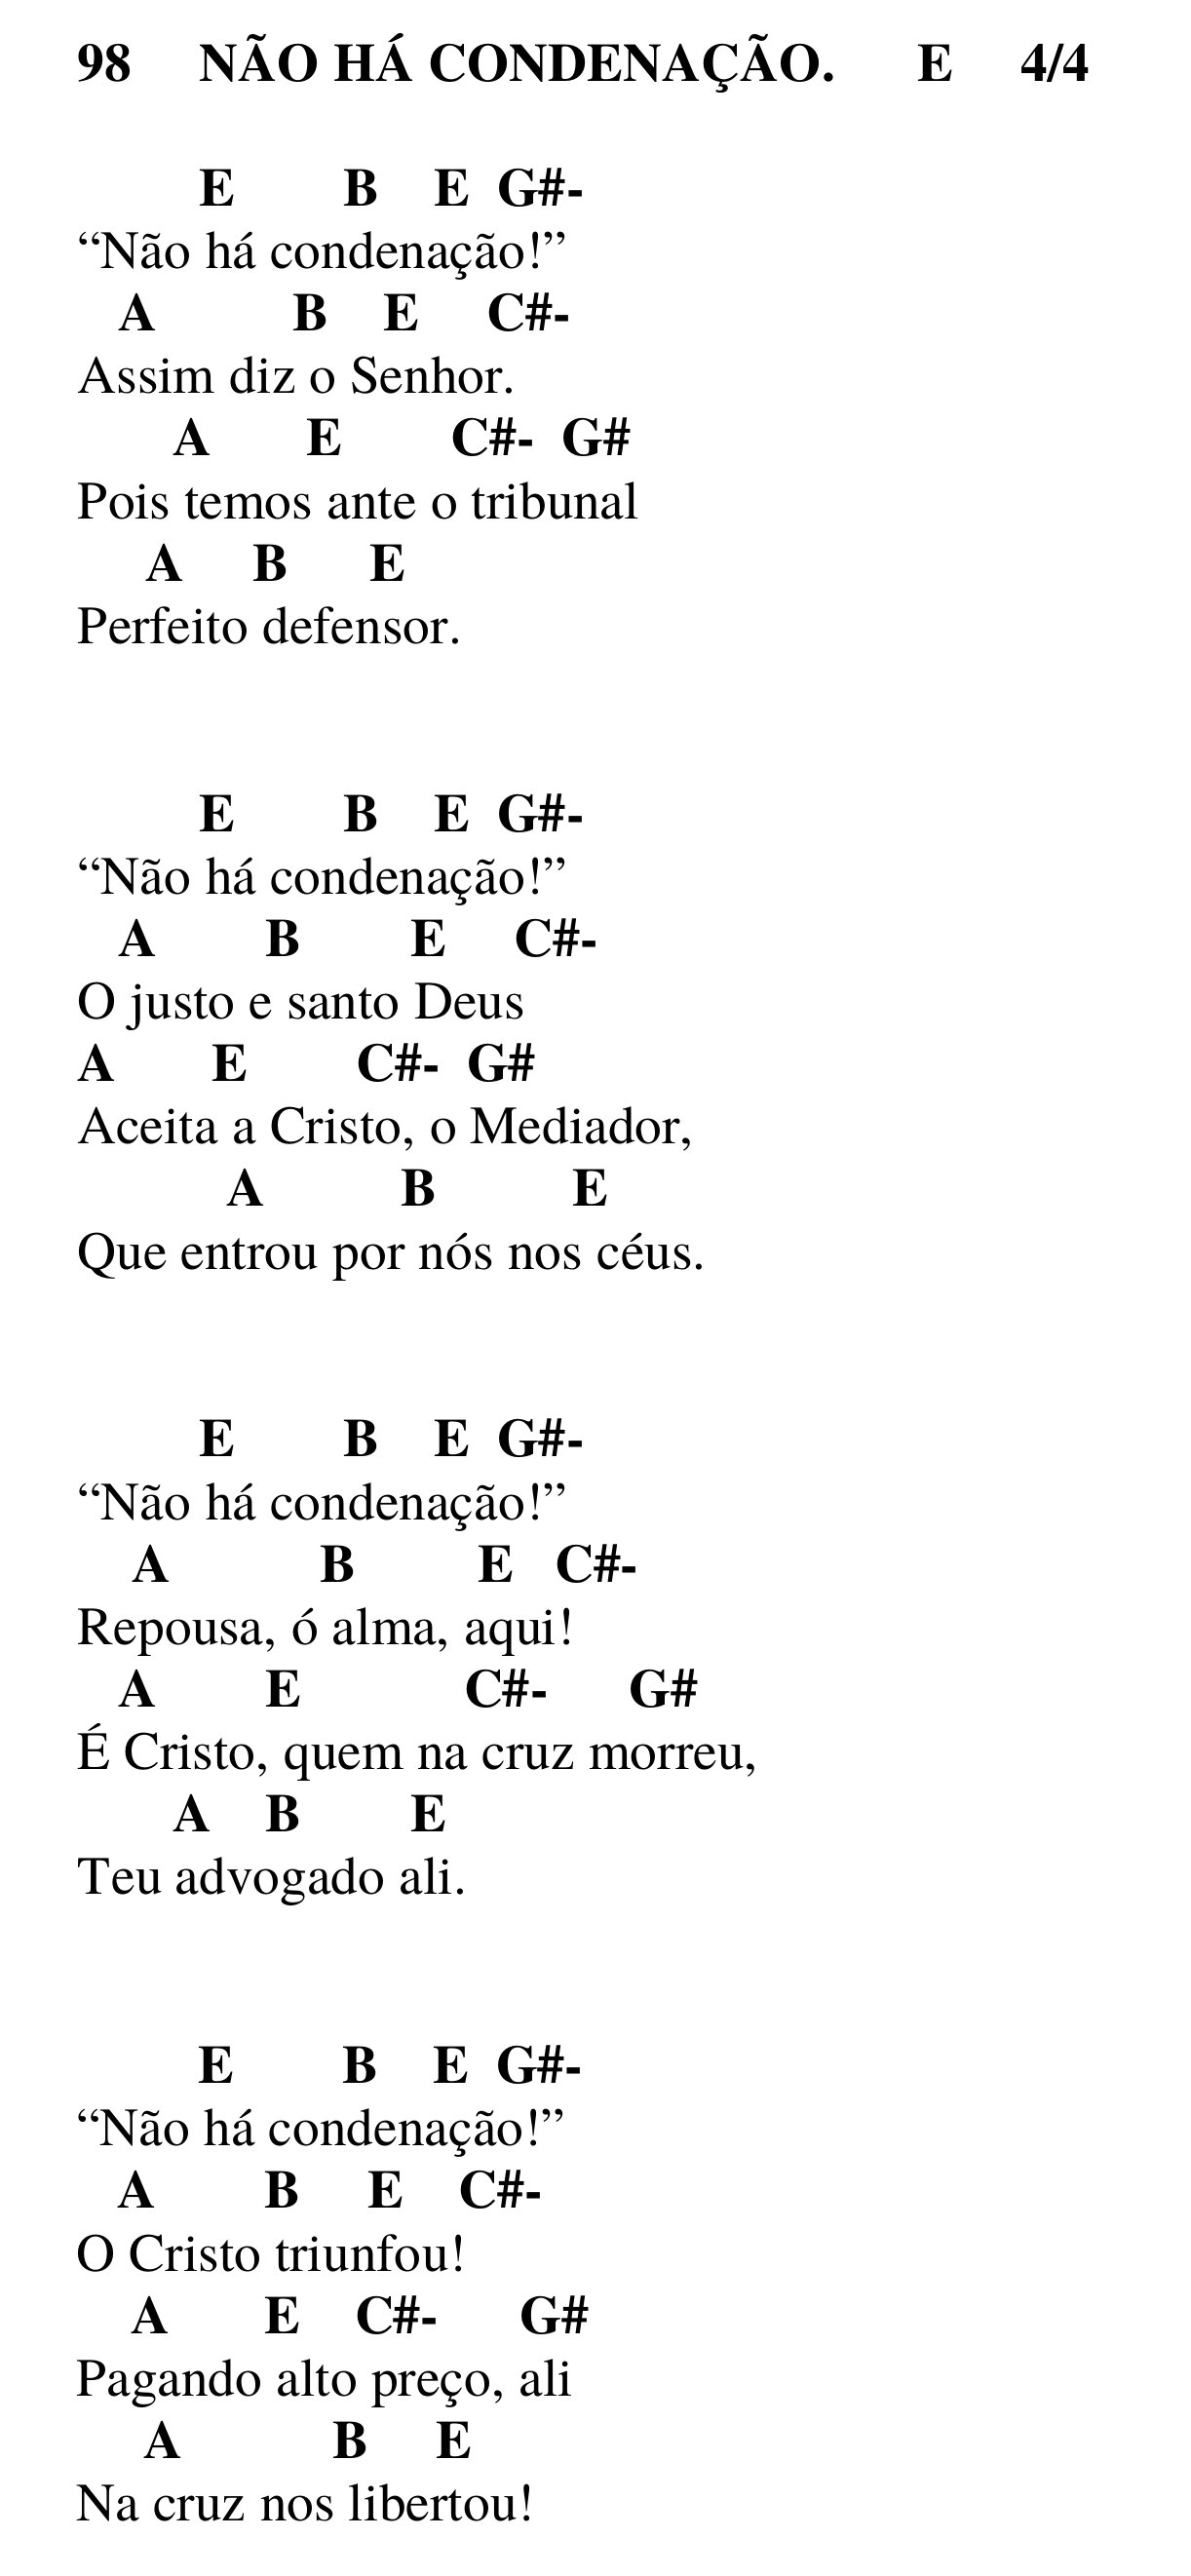 98 NÃO HÁ CONDENAÇÃO. E 4/4
E B E G#-
“Não há condenação!”
A B E C#-
Assim diz o Senhor.
A E C#- G#
Pois temos ante o tribunal
A B E
Perfeito defensor.
E B E G#-
“Não há condenação!”
A B E C#-
O justo e santo Deus
A E C#- G#
Aceita a Cristo, o Mediador,
A B E
Que entrou por nós nos céus.
E B E G#-
“Não há condenação!”
A B E C#-
Repousa, ó alma, aqui!
A E C#- G#
É Cristo, quem na cruz morreu,
A B E
Teu advogado ali.
E B E G#-
“Não há condenação!”
A B E C#-
O Cristo triunfou!
A E C#- G#
Pagando alto preço, ali
A B E
Na cruz nos libertou!